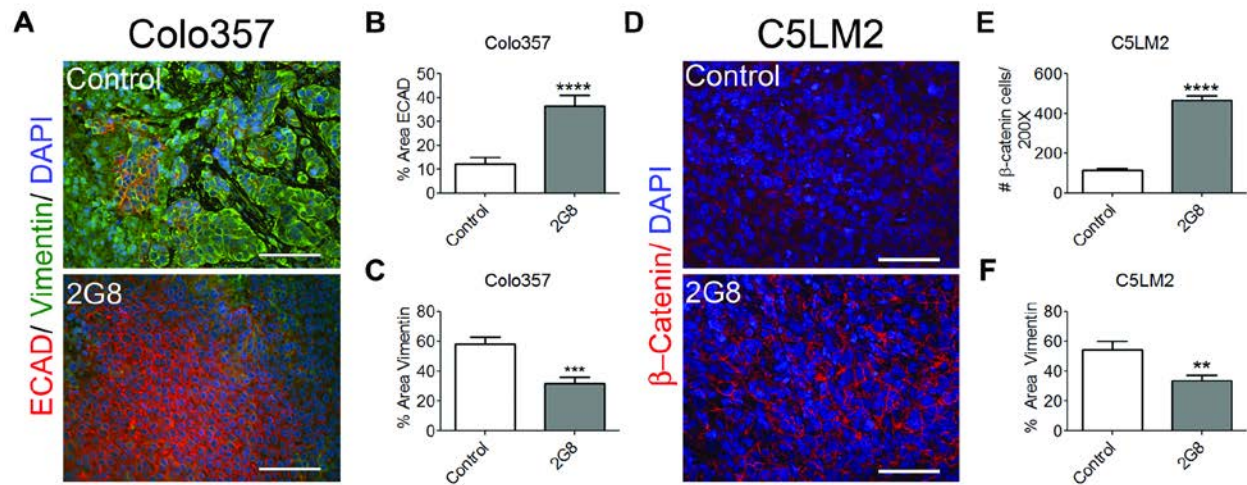 A
Colo357
Control
2G8
ECAD/ Vimentin/ DAPI
B
Colo357
% Area ECAD
50
40
30
20
10
0
****
Control
2G8
C
Colo357
% Area Vimentin
80
60
40
20
0
***
Control
2G8
D
C5LM2
Control
2G8
β–Catenin/ DAPI
E
C5LM2
# β-catenin cells/
200X
600
400
200
0
****
Control
2G8
F
C5LM2
% Area Vimentin
80
60
40
20
0
**
Control
2G8